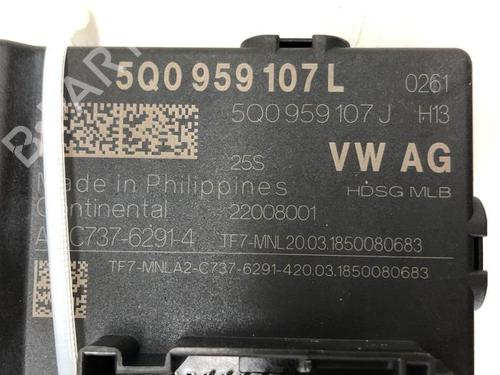 5Q0 959 107 L 0261
5Q0 959 107 J H13
25S VW AG
Made in Philippines HDSG MLB
Continental 22008001
C737-6291-4 TF7-MNL20.03.1850080683
TF7-MNLA2-C737-6291-420.03.1850080683